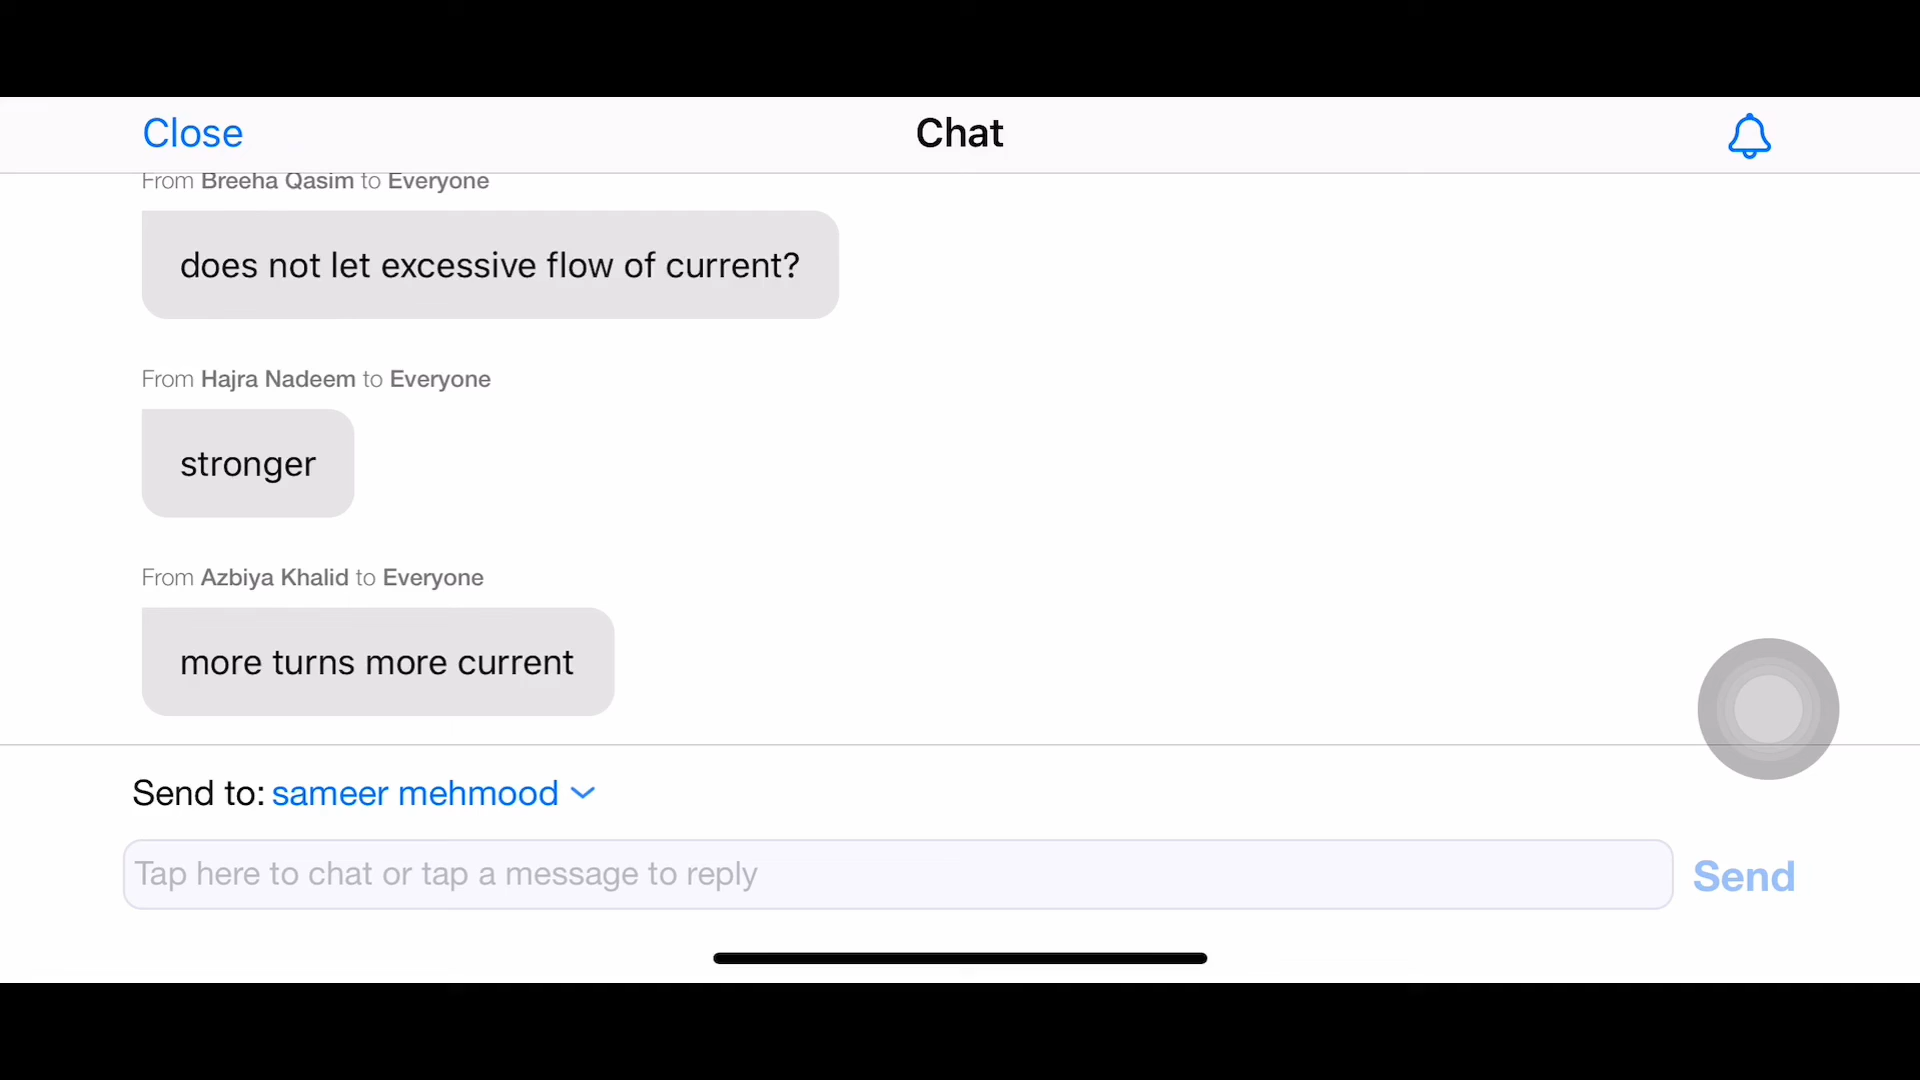 Close
Chat
From Breeha Qasim to Everyone
does not let excessive flow of current?
From Hajra Nadeem to Everyone
stronger
From Azbiya Khalid to Everyone
more turns more current
Send to: sameer mehmood
Tap here to chat or tap a message to reply
Send